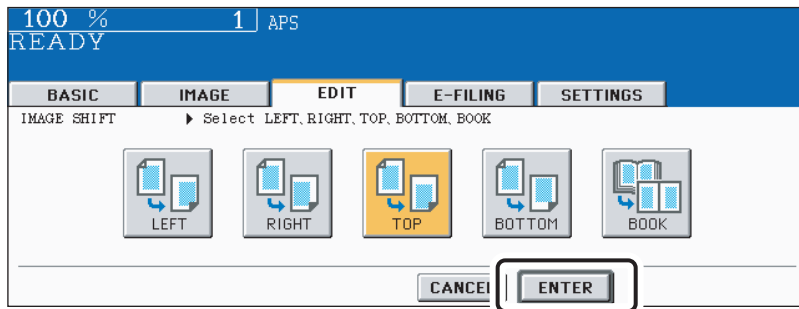 100 % 1 APS
READY
BASIC IMAGE EDIT E-FILING SETTINGS
IMAGE SHIFT ▶ Select LEFT, RIGHT, TOP, BOTTOM, BOOK
LEFT RIGHT TOP BOTTOM BOOK
CANCEL ENTER